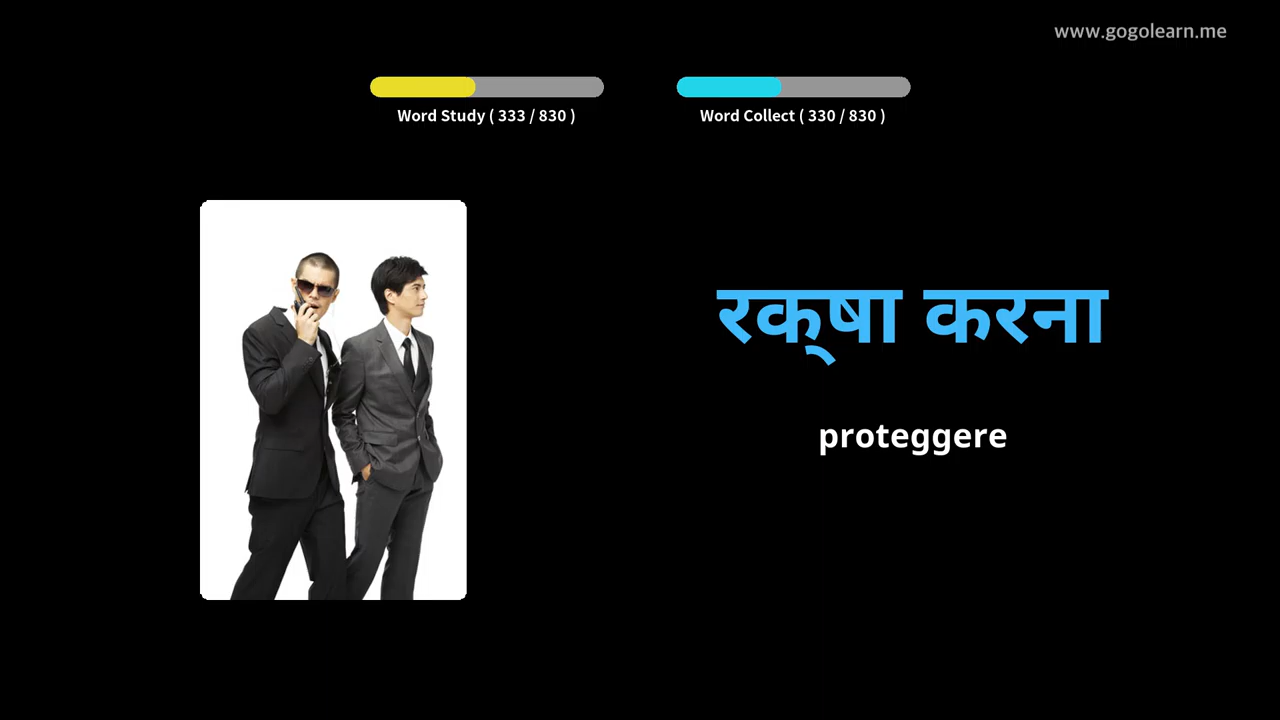 www.gogolearn.me
Word Study ( 333 / 830 )
Word Collect ( 330 / 830 )
रक्षा करना
proteggere